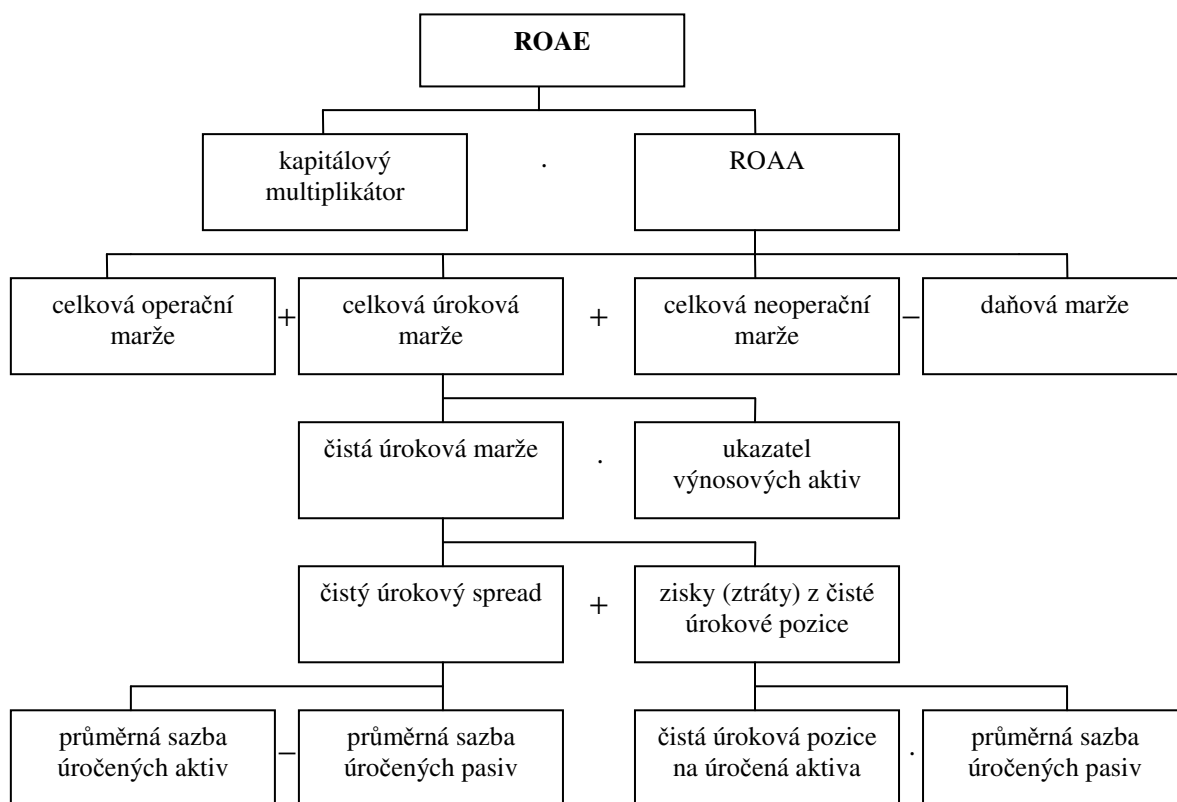 ROAE
kapitálový
multiplikátor
.
ROAA
celková operační
marže
+
celková úroková
marže
+
celková neoperační
marže
–
daňová marže
čistá úroková marže
.
ukazatel
výnosových aktiv
čistý úrokový spread
+
zisky (ztráty) z čisté
úrokové pozice
průměrná sazba
úročených aktiv
–
průměrná sazba
úročených pasiv
čistá úroková pozice
na úročená aktiva
.
průměrná sazba
úročených pasiv